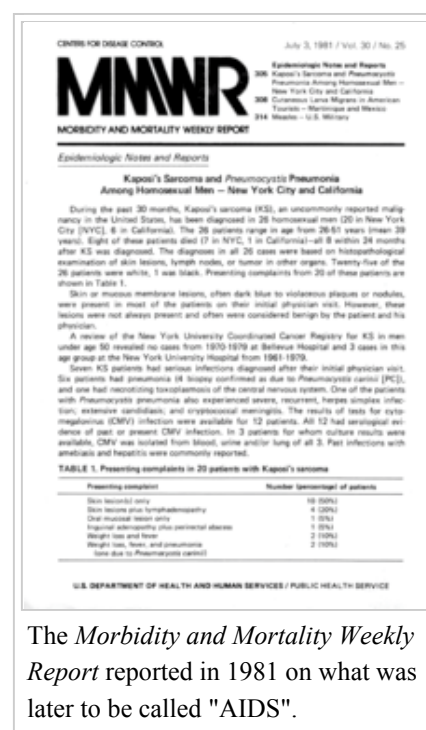 CENTERS FOR DISEASE CONTROL
July 3, 1981 / Vol. 30 / No. 25
MMWR
Epidemiologic Notes and Reports
305 Kaposi's Sarcoma and Pneumocystis
Pneumonia Among Homosexual Men –
New York City and California
308 Cutaneous Larva Migrans in American
Tourists – Martinique and Mexico
314 Measles – U.S. Military
MORBIDITY AND MORTALITY WEEKLY REPORT
Epidemiologic Notes and Reports
Kaposi's Sarcoma and Pneumocystis Pneumonia
Among Homosexual Men – New York City and California
During the past 30 months, Kaposi's sarcoma (KS), an uncommonly reported malig-
nancy in the United States, has been diagnosed in 26 homosexual men (20 in New York
City [NYC], 6 in California). The 26 patients range in age from 26-51 years (mean 39
years). Eight of these patients died (7 in NYC, 1 in California)–all 8 within 24 months
after KS was diagnosed. The diagnoses in all 26 cases were based on histopathological
examination of skin lesions, lymph nodes, or tumor in other organs. Twenty-five of the
26 patients were white, 1 was black. Presenting complaints from 20 of these patients are
shown in Table 1.
Skin or mucous membrane lesions, often dark blue to violaceous plaques or nodules,
were present in most of the patients on their initial physician visit. However, these
lesions were not always present and often were considered benign by the patient and his
physician.
A review of the New York University Coordinated Cancer Registry for KS in men
under age 50 revealed no cases from 1970-1979 at Bellevue Hospital and 3 cases in this
age group at the New York University Hospital from 1961-1979.
Seven KS patients had serious infections diagnosed after their initial physician visit.
Six patients had pneumonia (4 biopsy confirmed as due to Pneumocystis carinii [PC]),
and one had necrotizing toxoplasmosis of the central nervous system. One of the patients
with Pneumocystis pneumonia also experienced severe, recurrent, herpes simplex infec-
tion; extensive candidiasis; and cryptococcal meningitis. The results of tests for cyto-
megalovirus (CMV) infection were available for 12 patients. All 12 had serological evi-
dence of past or present CMV infection. In 3 patients for whom culture results were
available, CMV was isolated from blood, urine and/or lung of all 3. Past infections with
amebiasis and hepatitis were commonly reported.
TABLE 1. Presenting complaints in 20 patients with Kaposi's sarcoma
Presenting complaint Number (percentage) of patients
Skin lesion(s) only 10 (50%)
Skin lesions plus lymphadenopathy 4 (20%)
Oral mucosal lesion only 1 (5%)
Inguinal adenopathy plus perirectal abscess 1 (5%)
Weight loss and fever 2 (10%)
Weight loss, fever, and pneumonia 2 (10%)
(one due to Pneumocystis carinii)
U.S. DEPARTMENT OF HEALTH AND HUMAN SERVICES / PUBLIC HEALTH SERVICE
The Morbidity and Mortality Weekly
Report reported in 1981 on what was
later to be called "AIDS".